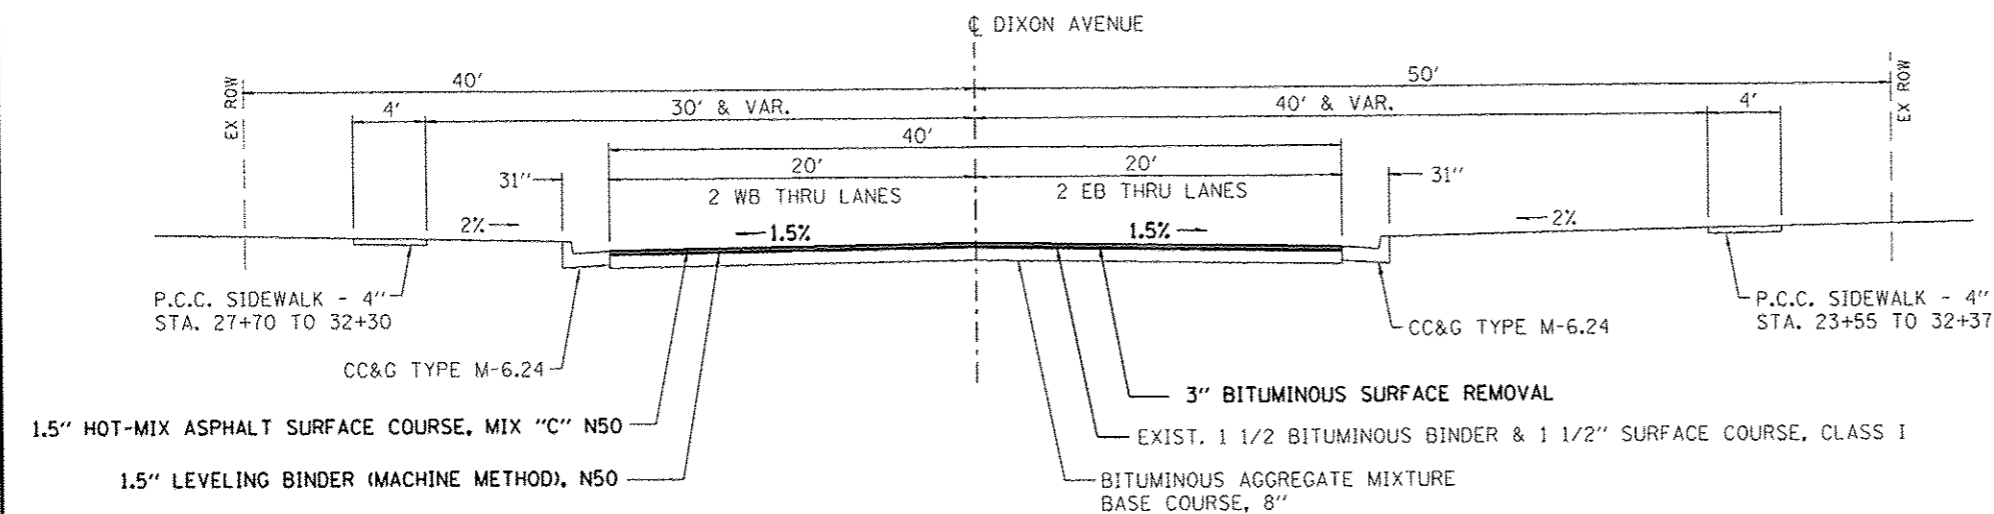 ℄ DIXON AVENUE
EX ROW
40'
50'
EX ROW
4'
30' & VAR.
40' & VAR.
4'
40'
31"
20'
20'
31"
2 WB THRU LANES
2 EB THRU LANES
2%
1.5%
1.5%
2%
P.C.C. SIDEWALK - 4"
STA. 27+70 TO 32+30
P.C.C. SIDEWALK - 4"
STA. 23+55 TO 32+37
CC&G TYPE M-6.24
CC&G TYPE M-6.24
3" BITUMINOUS SURFACE REMOVAL
1.5" HOT-MIX ASPHALT SURFACE COURSE, MIX "C" N50
EXIST. 1 1/2 BITUMINOUS BINDER & 1 1/2" SURFACE COURSE, CLASS I
1.5" LEVELING BINDER (MACHINE METHOD), N50
BITUMINOUS AGGREGATE MIXTURE
BASE COURSE, 8"